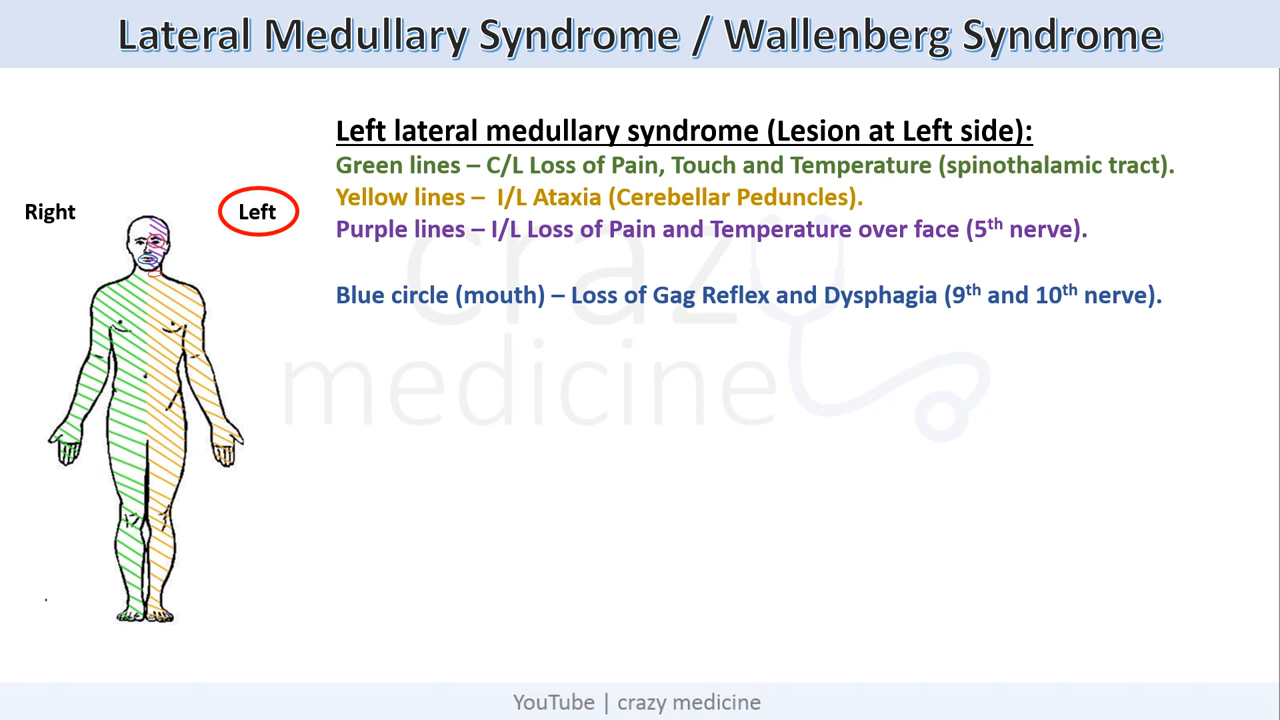 Lateral Medullary Syndrome / Wallenberg Syndrome
Left lateral medullary syndrome (Lesion at Left side):
Green lines – C/L Loss of Pain, Touch and Temperature (spinothalamic tract).
Yellow lines – I/L Ataxia (Cerebellar Peduncles).
Purple lines – I/L Loss of Pain and Temperature over face (5th nerve).
Blue circle (mouth) – Loss of Gag Reflex and Dysphagia (9th and 10th nerve).
Right
Left
crazy
medicine
YouTube | crazy medicine